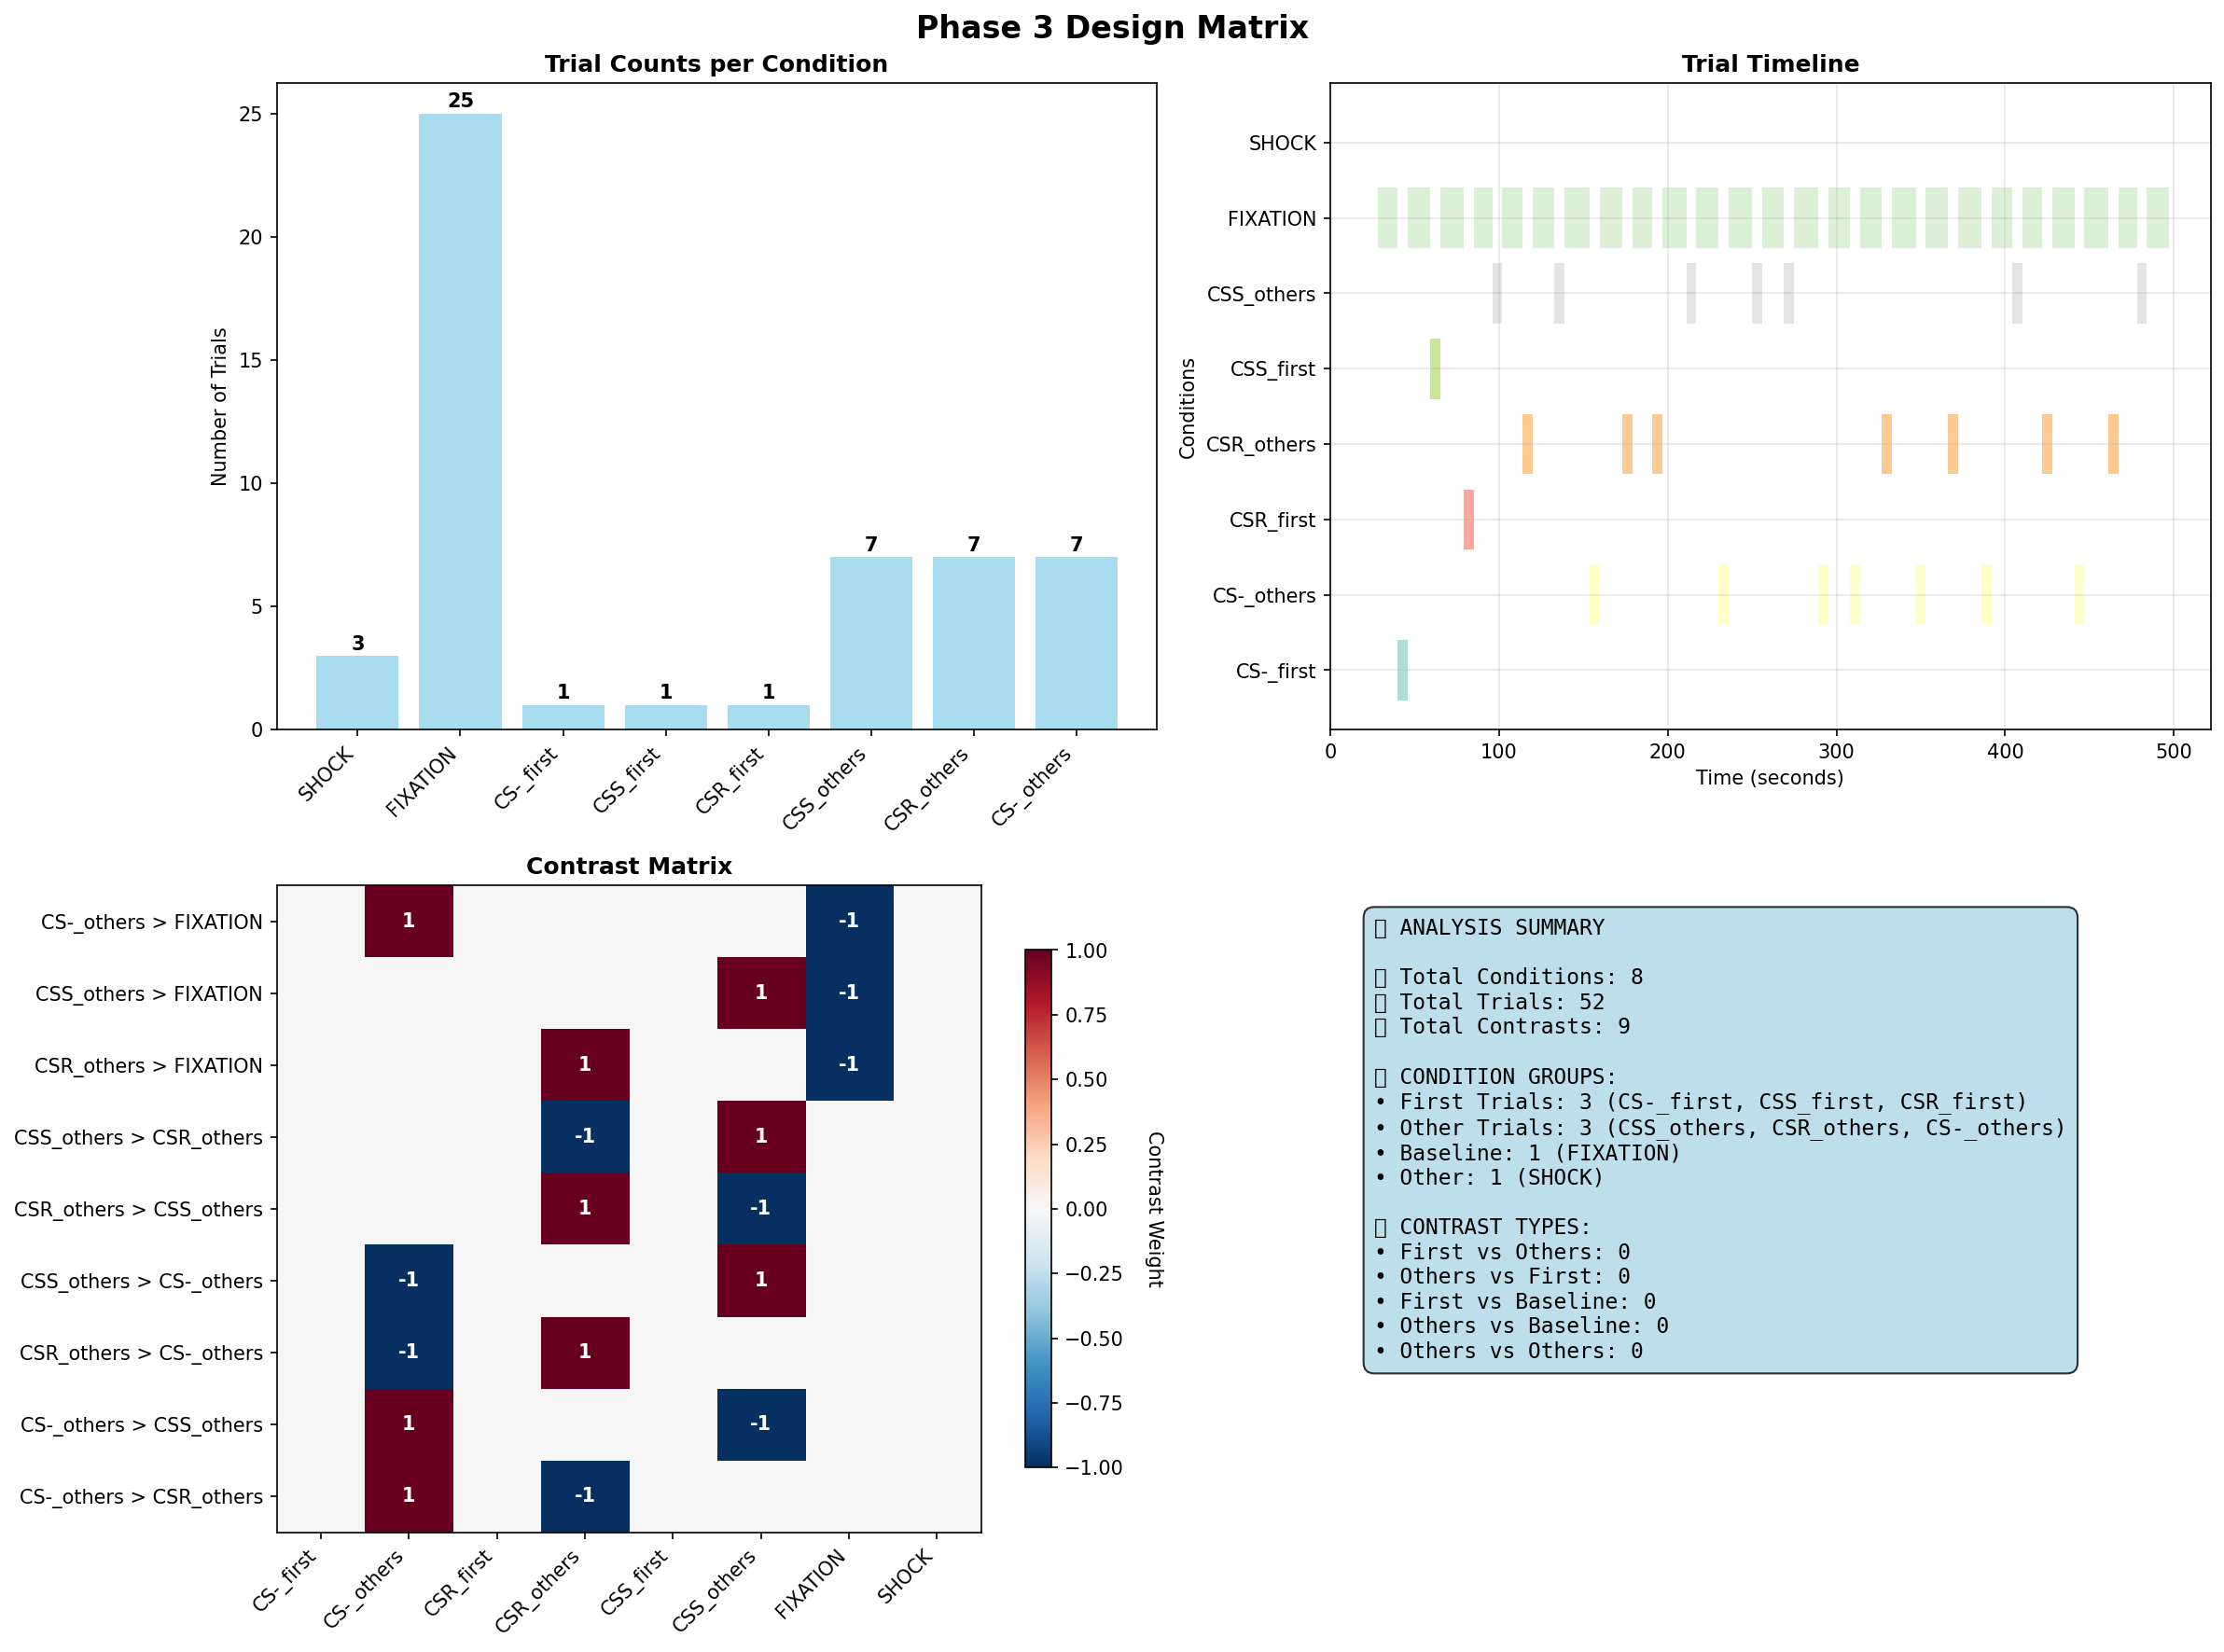 Phase 3 Design Matrix
Trial Counts per Condition
Number of Trials
25
20
15
10
5
0
3
25
1
1
1
7
7
7
SHOCK
FIXATION
CS-_first
CSS_first
CSR_first
CSS_others
CSR_others
CS-_others
Trial Timeline
Conditions
SHOCK
FIXATION
CSS_others
CSS_first
CSR_others
CSR_first
CS-_others
CS-_first
0
100
200
300
400
500
Time (seconds)
Contrast Matrix
CS-_others > FIXATION
1
-1
CSS_others > FIXATION
1
-1
CSR_others > FIXATION
1
-1
CSS_others > CSR_others
-1
1
CSR_others > CSS_others
1
-1
CSS_others > CS-_others
-1
1
CSR_others > CS-_others
-1
1
CS-_others > CSS_others
1
-1
CS-_others > CSR_others
1
-1
CS-_first
CS-_others
CSR_first
CSR_others
CSS_first
CSS_others
FIXATION
SHOCK
1.00
0.75
0.50
0.25
0.00
−0.25
−0.50
−0.75
−1.00
Contrast Weight
ANALYSIS SUMMARY
Total Conditions: 8
Total Trials: 52
Total Contrasts: 9
CONDITION GROUPS:
• First Trials: 3 (CS-_first, CSS_first, CSR_first)
• Other Trials: 3 (CSS_others, CSR_others, CS-_others)
• Baseline: 1 (FIXATION)
• Other: 1 (SHOCK)
CONTRAST TYPES:
• First vs Others: 0
• Others vs First: 0
• First vs Baseline: 0
• Others vs Baseline: 0
• Others vs Others: 0